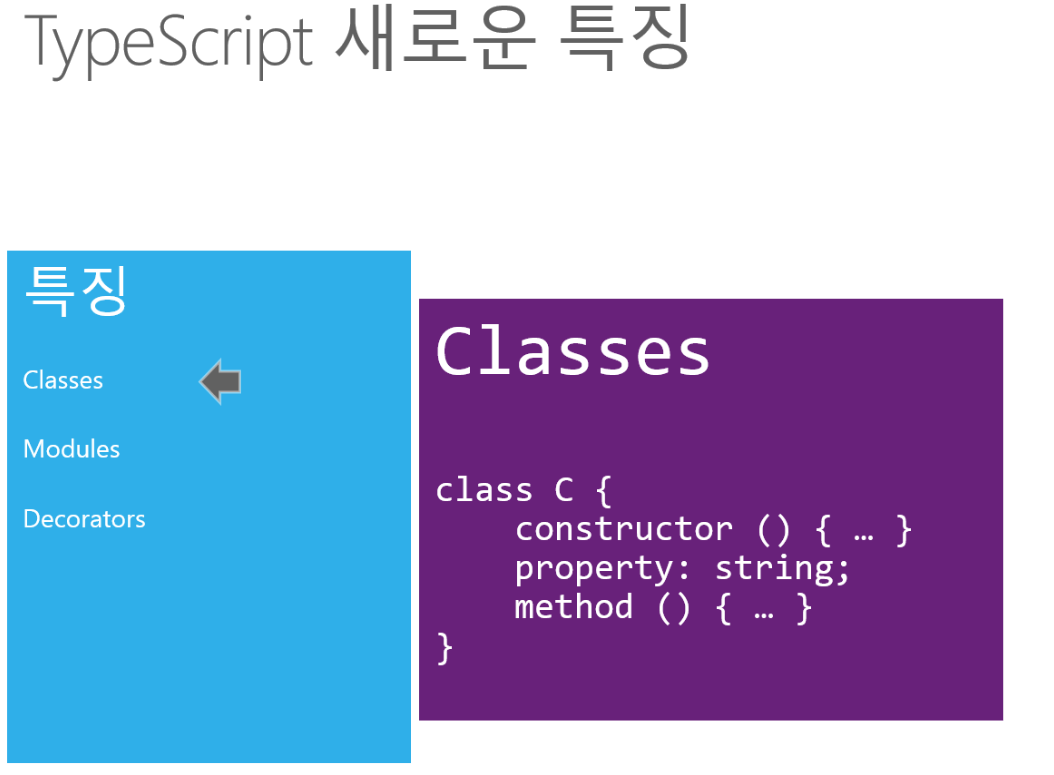 TypeScript 새로운 특징
특징
Classes
Modules
Decorators
Classes
class C {
constructor () { … }
property: string;
method () { … }
}